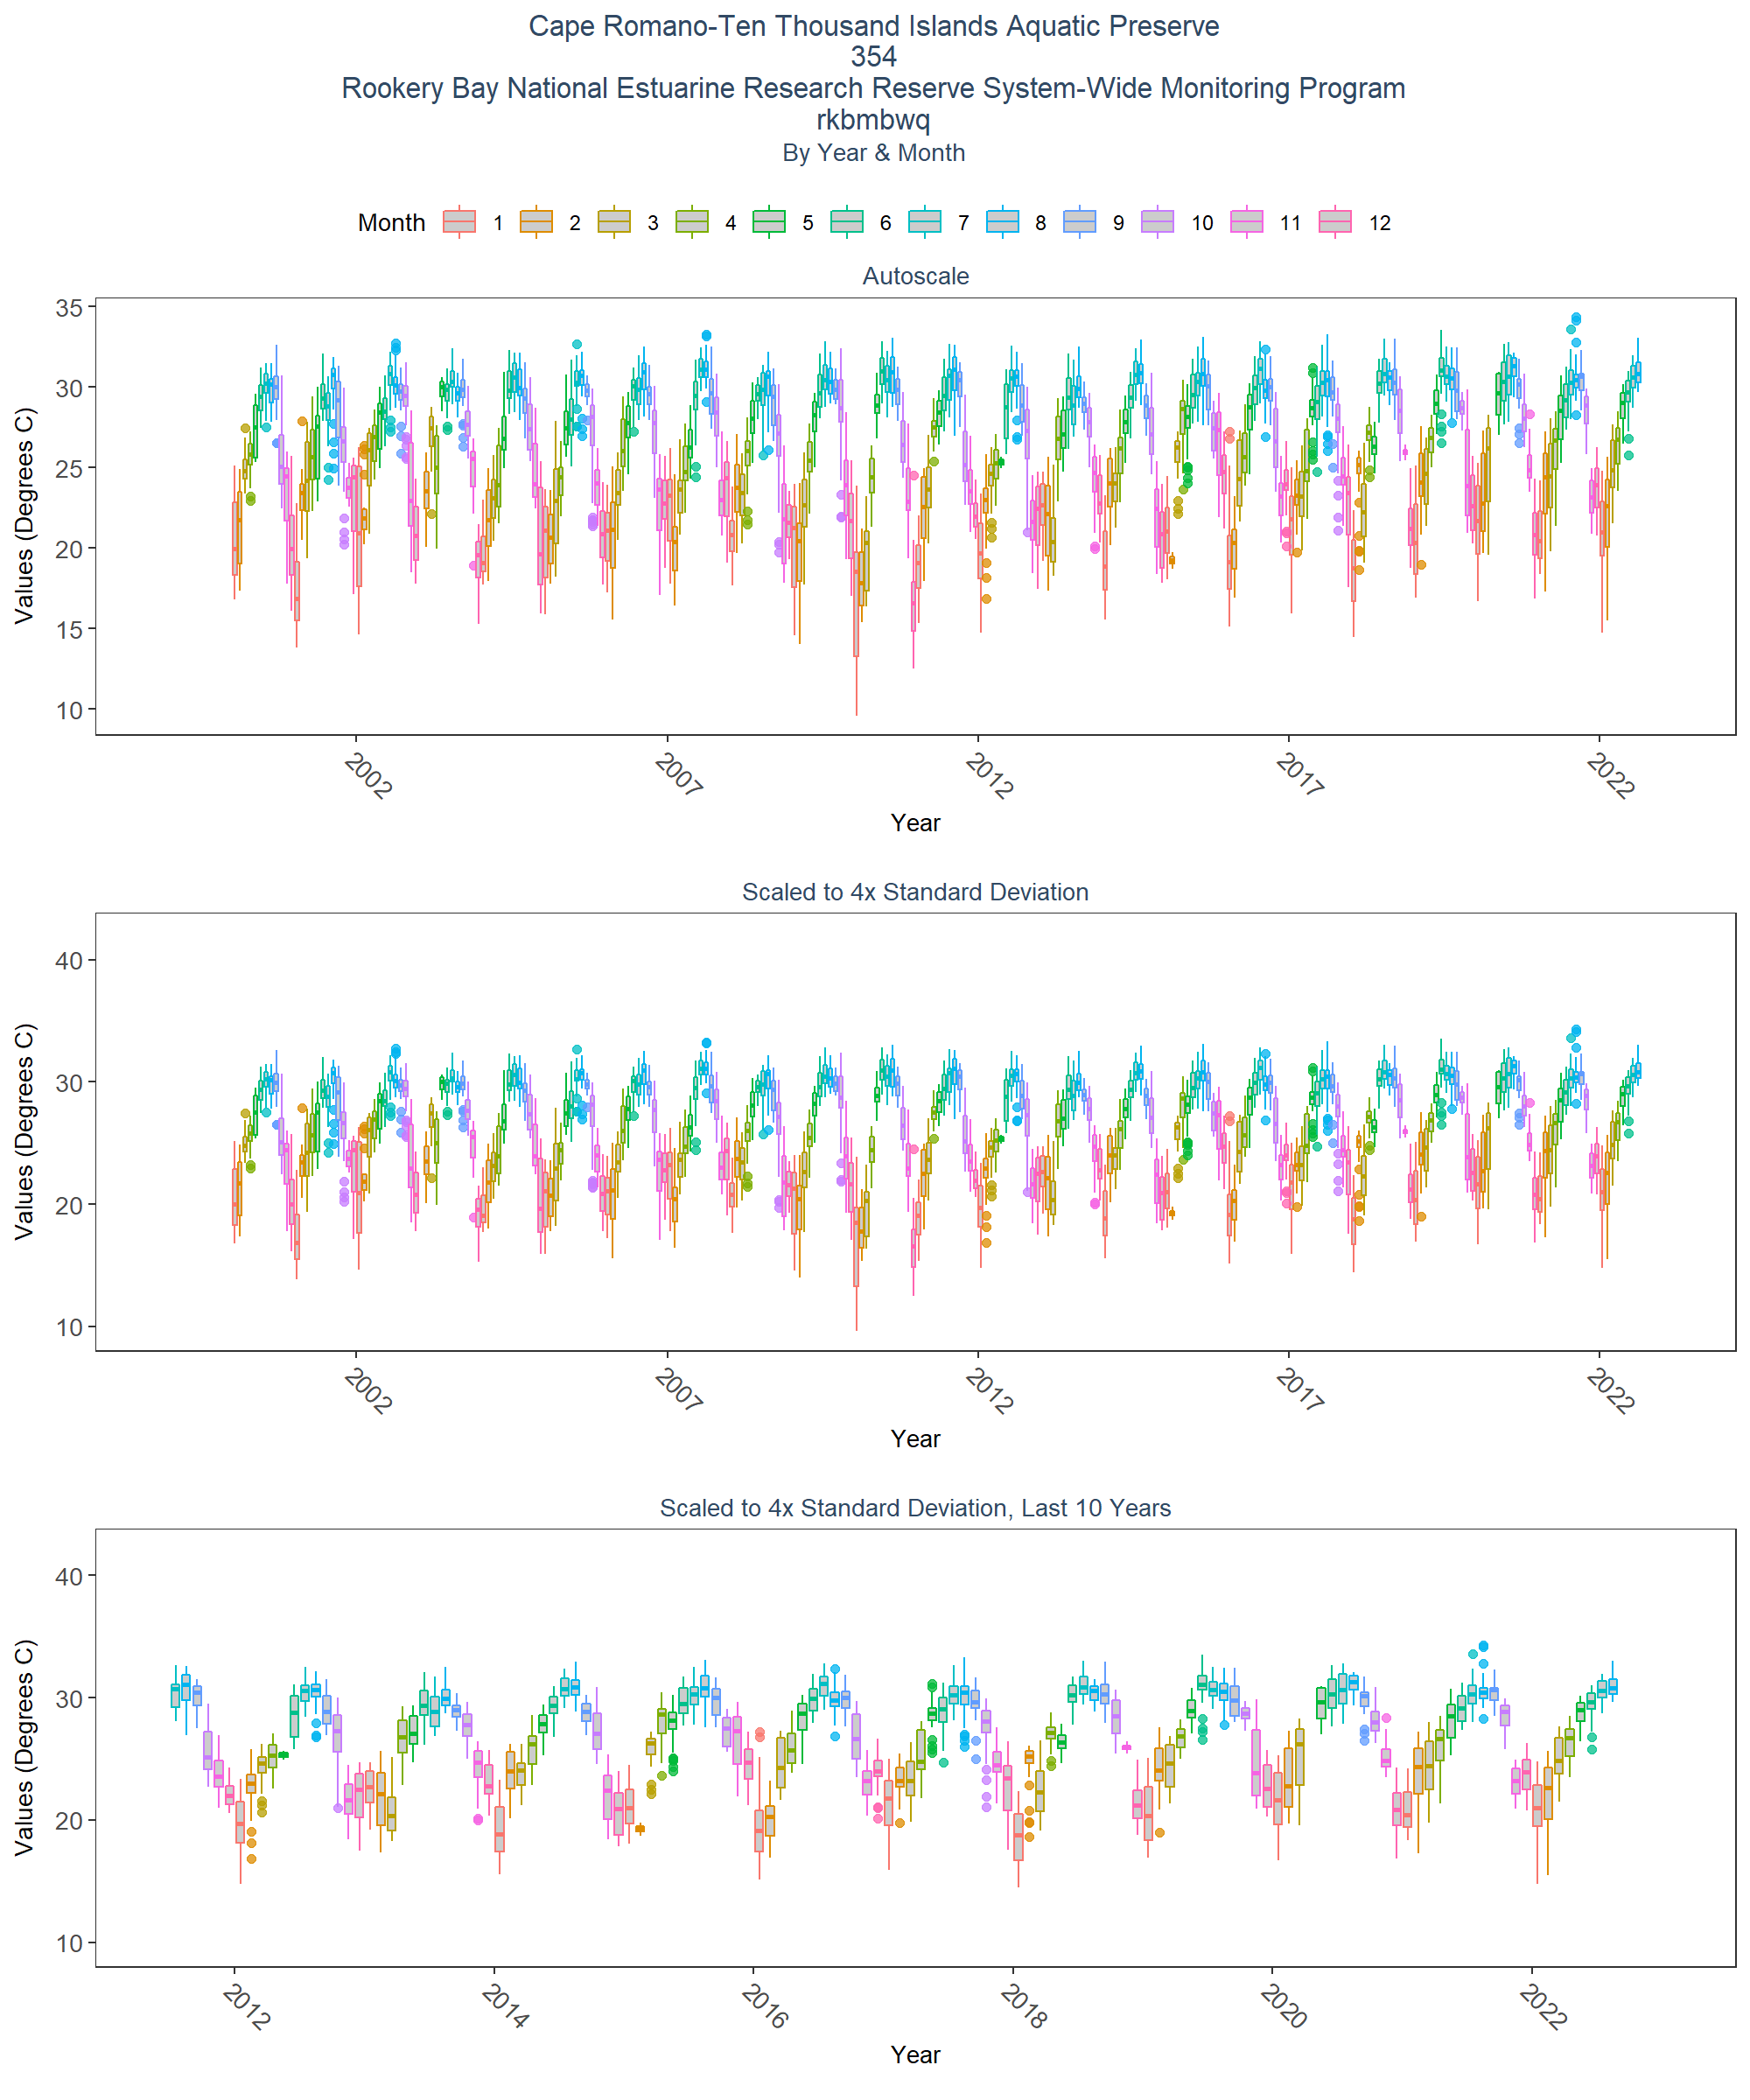 Cape Romano-Ten Thousand Islands Aquatic Preserve
354
Rookery Bay National Estuarine Research Reserve System-Wide Monitoring Program
rkbmbwq
By Year & Month
Month 1 2 3 4 5 6 7 8 9 10 11 12
Autoscale
Values (Degrees C)
35
30
25
20
15
10
2002 2007 2012 2017 2022
Year
Scaled to 4x Standard Deviation
Values (Degrees C)
40
30
20
10
2002 2007 2012 2017 2022
Year
Scaled to 4x Standard Deviation, Last 10 Years
Values (Degrees C)
40
30
20
10
2012 2014 2016 2018 2020 2022
Year